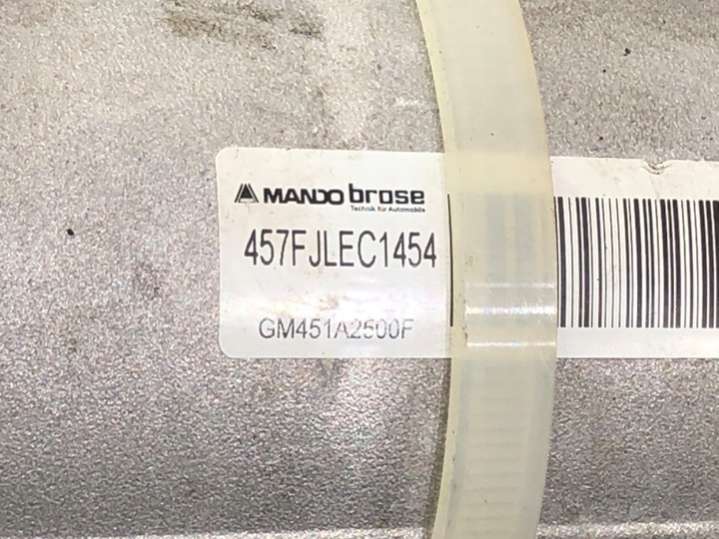 MANDO brose
Technik für Automobile
457FJLEC1454
GM451A2500F